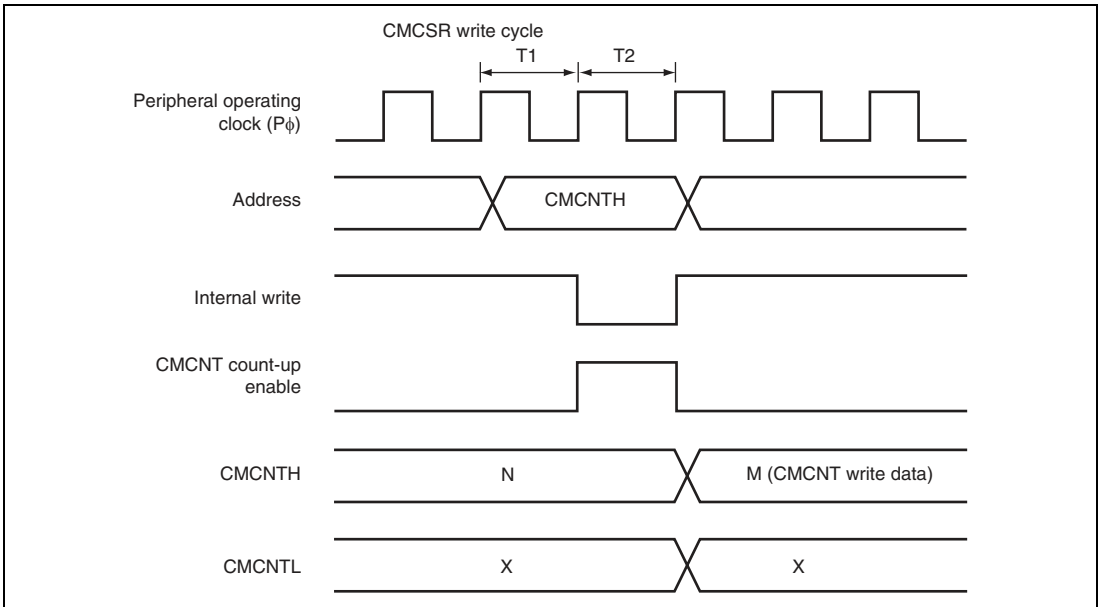 CMCSR write cycle
T1 T2
Peripheral operating
clock (Pϕ)
Address CMCNTH
Internal write
CMCNT count-up
enable
CMCNTH N M (CMCNT write data)
CMCNTL X X